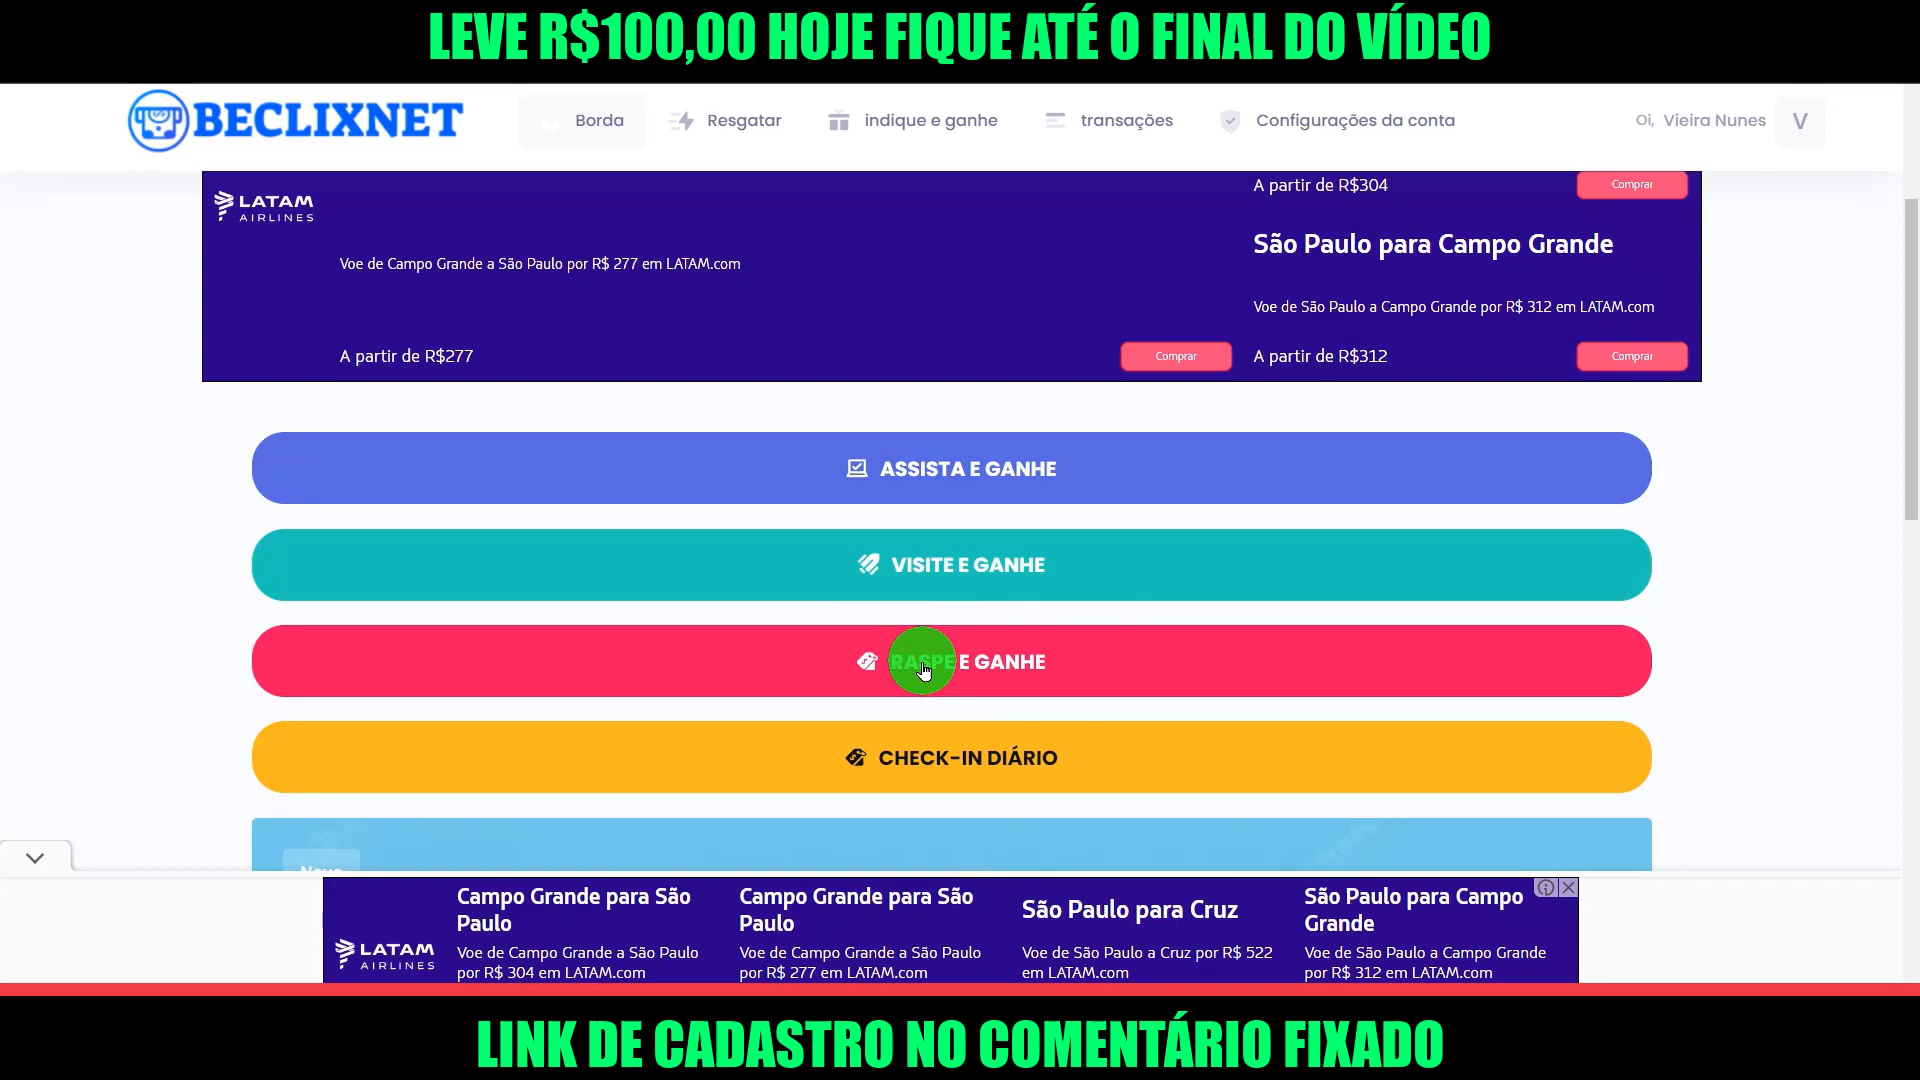 LEVE R$100,00 HOJE FIQUE ATÉ O FINAL DO VÍDEO
BECLIXNET
Borda
Resgatar
indique e ganhe
transações
Configurações da conta
Oi, Vieira Nunes
V
LATAM
AIRLINES
Voe de Campo Grande a São Paulo por R$ 277 em LATAM.com
A partir de R$277
Comprar
A partir de R$304
Comprar
São Paulo para Campo Grande
Voe de São Paulo a Campo Grande por R$ 312 em LATAM.com
A partir de R$312
Comprar
ASSISTA E GANHE
VISITE E GANHE
RASPE E GANHE
CHECK-IN DIÁRIO
LATAM
AIRLINES
Campo Grande para São
Paulo
Voe de Campo Grande a São Paulo
por R$ 304 em LATAM.com
Campo Grande para São
Paulo
Voe de Campo Grande a São Paulo
por R$ 277 em LATAM.com
São Paulo para Cruz
Voe de São Paulo a Cruz por R$ 522
em LATAM.com
São Paulo para Campo
Grande
Voe de São Paulo a Campo Grande
por R$ 312 em LATAM.com
LINK DE CADASTRO NO COMENTÁRIO FIXADO